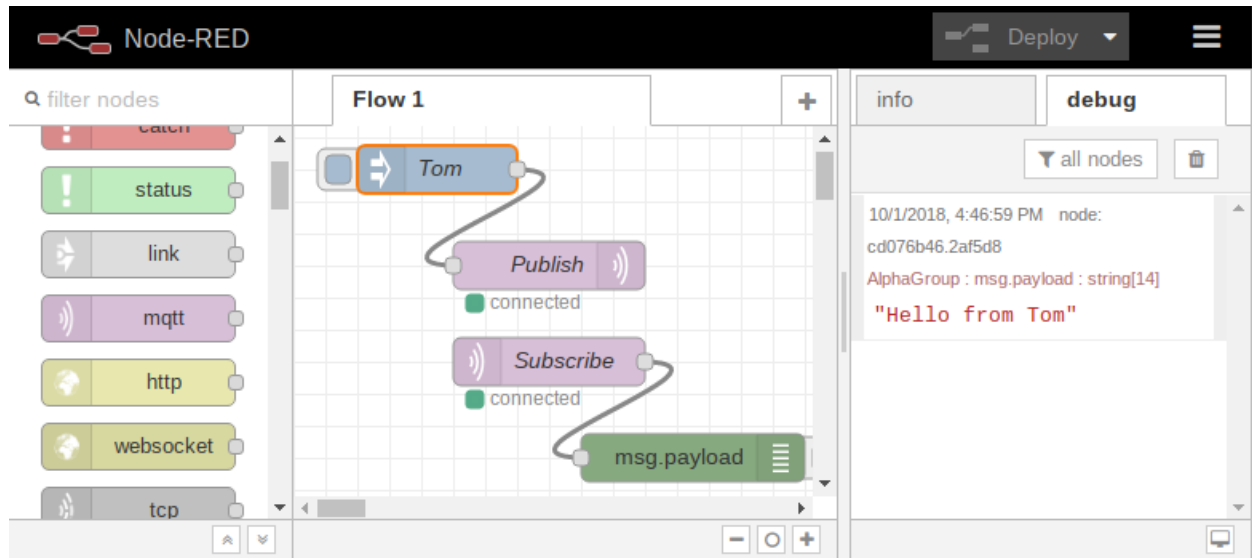 Node-RED
Deploy
filter nodes
catch
status
link
mqtt
http
websocket
tcp
Flow 1
Tom
Publish
connected
Subscribe
connected
msg.payload
info
debug
all nodes
10/1/2018, 4:46:59 PM node:
cd076b46.2af5d8
AlphaGroup : msg.payload : string[14]
"Hello from Tom"